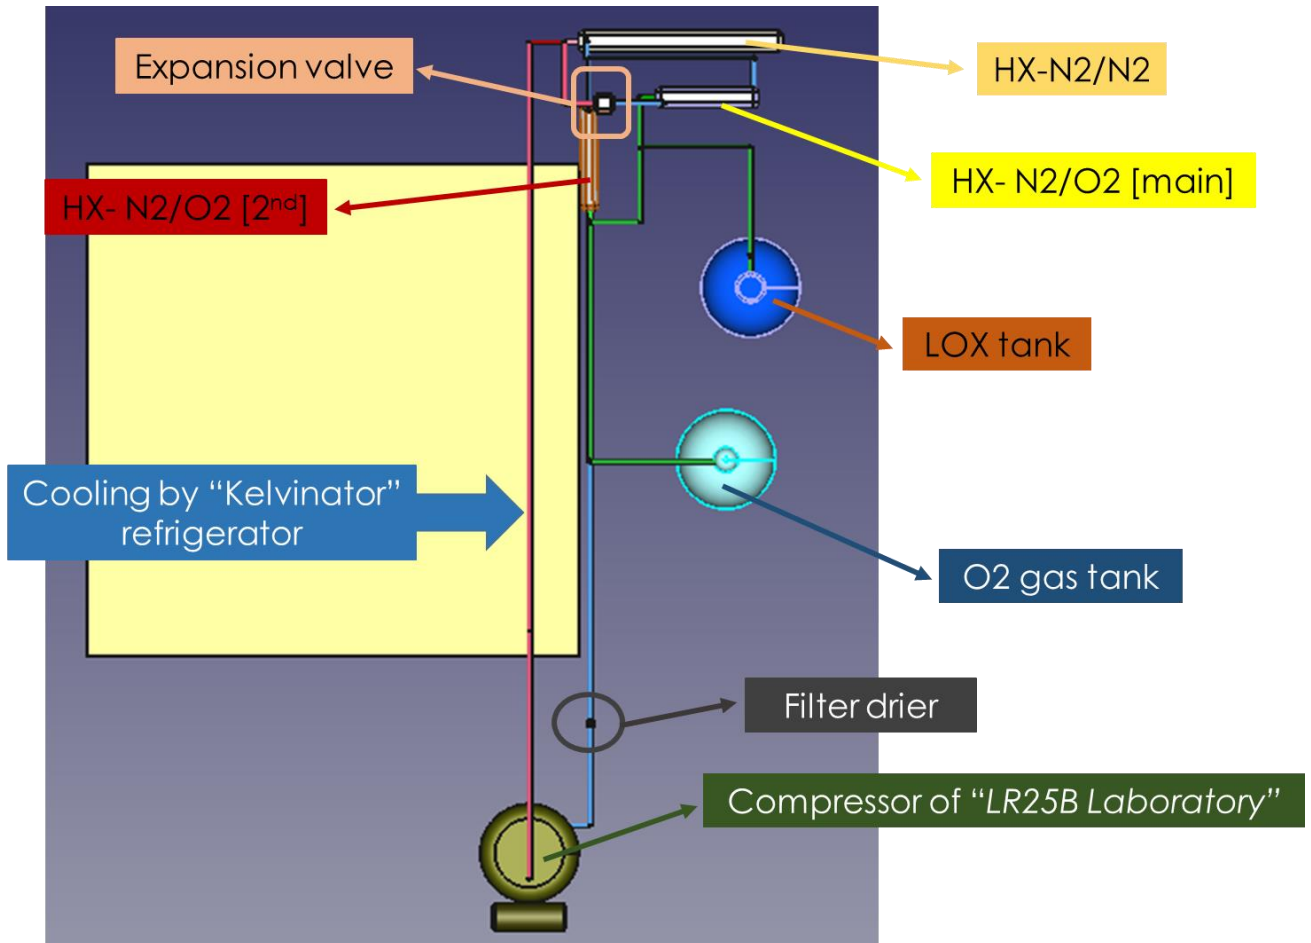 Expansion valve
HX-N2/N2
HX- N2/O2 [main]
HX- N2/O2 [2nd]
LOX tank
Cooling by “Kelvinator”
refrigerator
O2 gas tank
Filter drier
Compressor of “LR25B Laboratory”